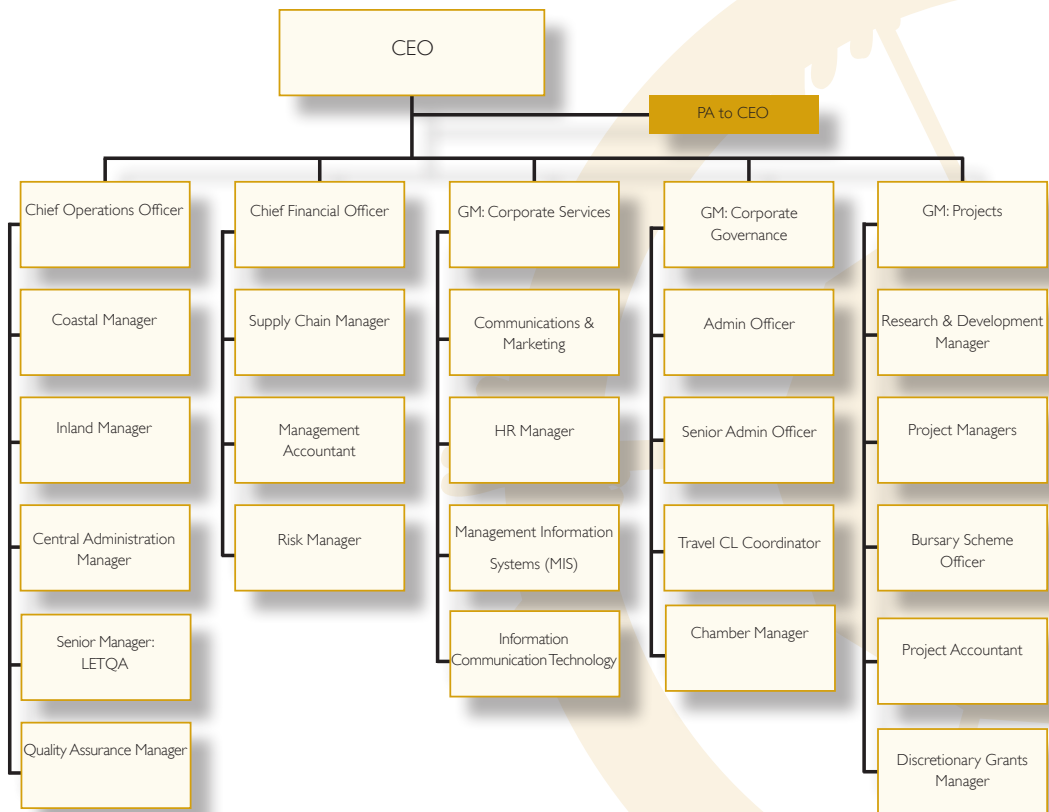 CEO
PA to CEO
Chief Operations Officer
Coastal Manager
Inland Manager
Central Administration
Manager
Senior Manager:
LETQA
Quality Assurance Manager
Chief Financial Officer
Supply Chain Manager
Management
Accountant
Risk Manager
GM: Corporate Services
Communications &
Marketing
HR Manager
Management Information
Systems (MIS)
Information
Communication Technology
GM: Corporate
Governance
Admin Officer
Senior Admin Officer
Travel CL Coordinator
Chamber Manager
GM: Projects
Research & Development
Manager
Project Managers
Bursary Scheme
Officer
Project Accountant
Discretionary Grants
Manager